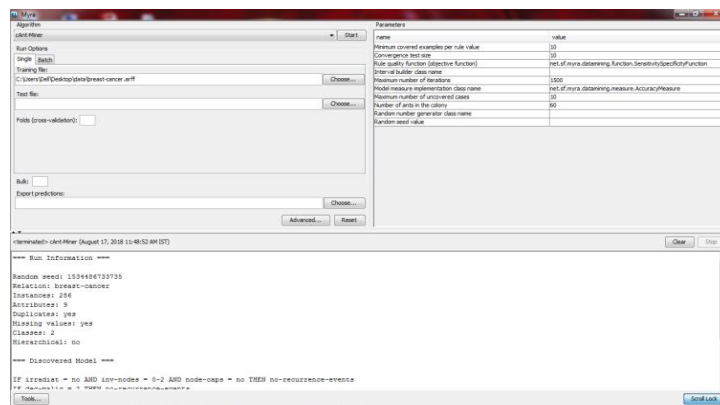 Myra
Algorithm
cAnt-Miner
Start
Run Options
Single Batch
Training file:
C:\Users\Dell\Desktop\data\breast-cancer.arff
Choose...
Test file:
Choose...
Folds (cross-validation):
Bulk:
Export predictions:
Choose...
Advanced... Reset
Parameters
name value
Minimum covered examples per rule value 10
Convergence test size 10
Rule quality function (objective function) net.sf.myra.datamining.function.SensitivitySpecificityFunction
Interval builder class name
Maximum number of iterations 1500
Model measure implementation class name net.sf.myra.datamining.measure.AccuracyMeasure
Maximum number of uncovered cases 10
Number of ants in the colony 60
Random number generator class name
Random seed value
<terminated> cAnt-Miner (August 17, 2018 11:48:52 AM IST)
Clear Stop
=== Run Information ===
Random seed: 1534486733735
Relation: breast-cancer
Instances: 286
Attributes: 9
Duplicates: yes
Missing values: yes
Classes: 2
Hierarchical: no
=== Discovered Model ===
IF irradiat = no AND inv-nodes = 0-2 AND node-caps = no THEN no-recurrence-events
IF deg-malig = 2 THEN no-recurrence-events
Tools...
Scroll Lock